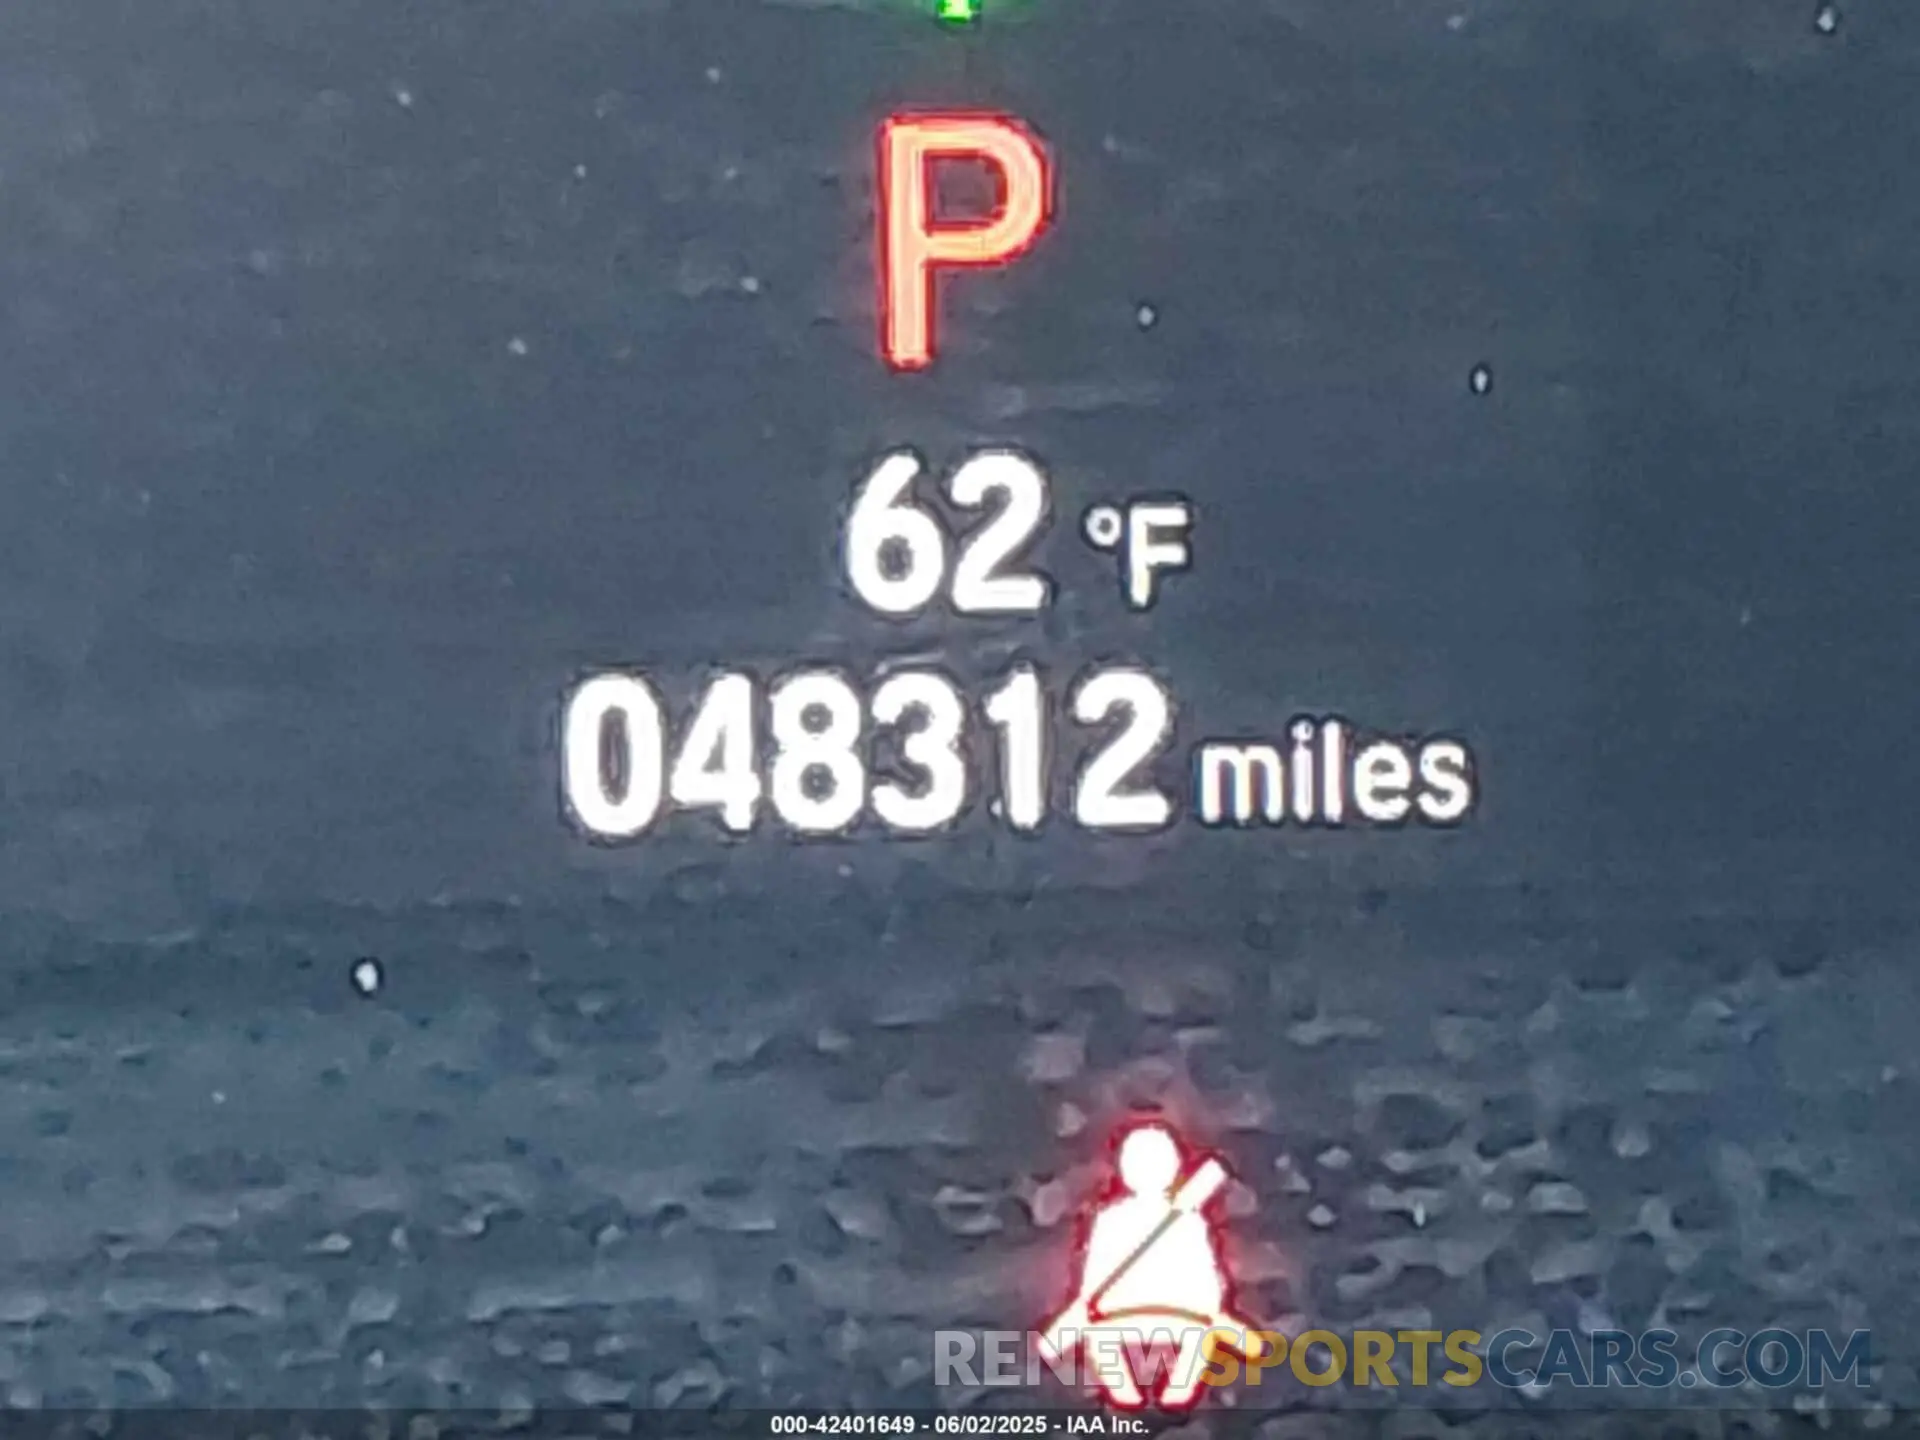 P
62 °F
048312 miles
RENEWSPORTSCARS.COM
000-42401649 - 06/02/2025 - IAA Inc.